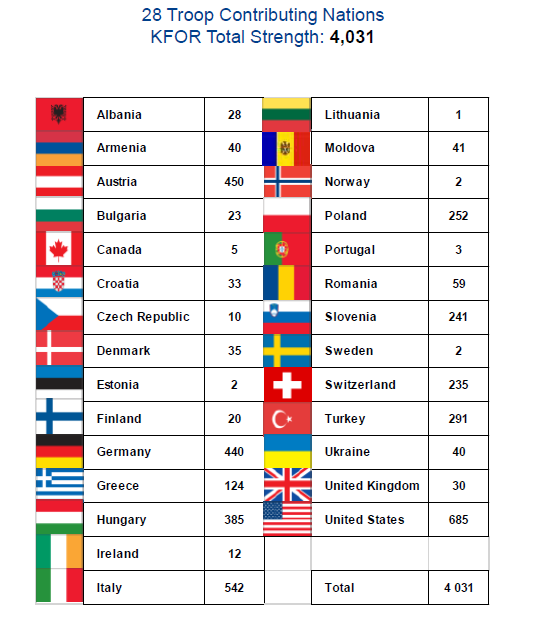 28 Troop Contributing Nations
KFOR Total Strength: 4,031
Albania 28 Lithuania 1
Armenia 40 Moldova 41
Austria 450 Norway 2
Bulgaria 23 Poland 252
Canada 5 Portugal 3
Croatia 33 Romania 59
Czech Republic 10 Slovenia 241
Denmark 35 Sweden 2
Estonia 2 Switzerland 235
Finland 20 Turkey 291
Germany 440 Ukraine 40
Greece 124 United Kingdom 30
Hungary 385 United States 685
Ireland 12
Italy 542 Total 4 031